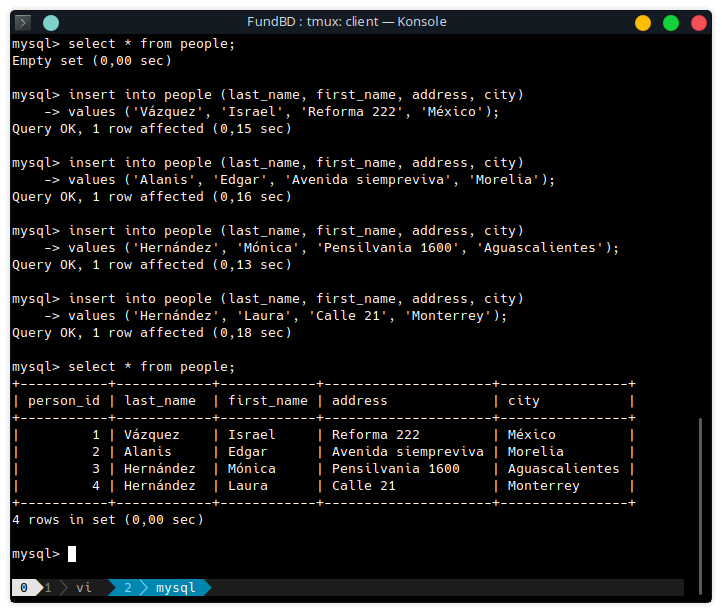 FundBD : tmux: client — Konsole
mysql> select * from people;
Empty set (0,00 sec)
mysql> insert into people (last_name, first_name, address, city)
    -> values ('Vázquez', 'Israel', 'Reforma 222', 'México');
Query OK, 1 row affected (0,15 sec)
mysql> insert into people (last_name, first_name, address, city)
    -> values ('Alanis', 'Edgar', 'Avenida siempreviva', 'Morelia');
Query OK, 1 row affected (0,16 sec)
mysql> insert into people (last_name, first_name, address, city)
    -> values ('Hernández', 'Mónica', 'Pensilvania 1600', 'Aguascalientes');
Query OK, 1 row affected (0,13 sec)
mysql> insert into people (last_name, first_name, address, city)
    -> values ('Hernández', 'Laura', 'Calle 21', 'Monterrey');
Query OK, 1 row affected (0,18 sec)
mysql> select * from people;
+-----------+------------+------------+---------------------+----------------+
| person_id | last_name  | first_name | address             | city           |
+-----------+------------+------------+---------------------+----------------+
|         1 | Vázquez    | Israel     | Reforma 222         | México         |
|         2 | Alanis     | Edgar      | Avenida siempreviva | Morelia        |
|         3 | Hernández  | Mónica     | Pensilvania 1600    | Aguascalientes |
|         4 | Hernández  | Laura      | Calle 21            | Monterrey      |
+-----------+------------+------------+---------------------+----------------+
4 rows in set (0,00 sec)
mysql>
0 1 vi 2 mysql